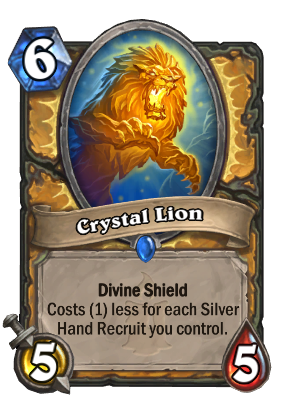 6
Crystal Lion
Divine Shield
Costs (1) less for each Silver
Hand Recruit you control.
5
5